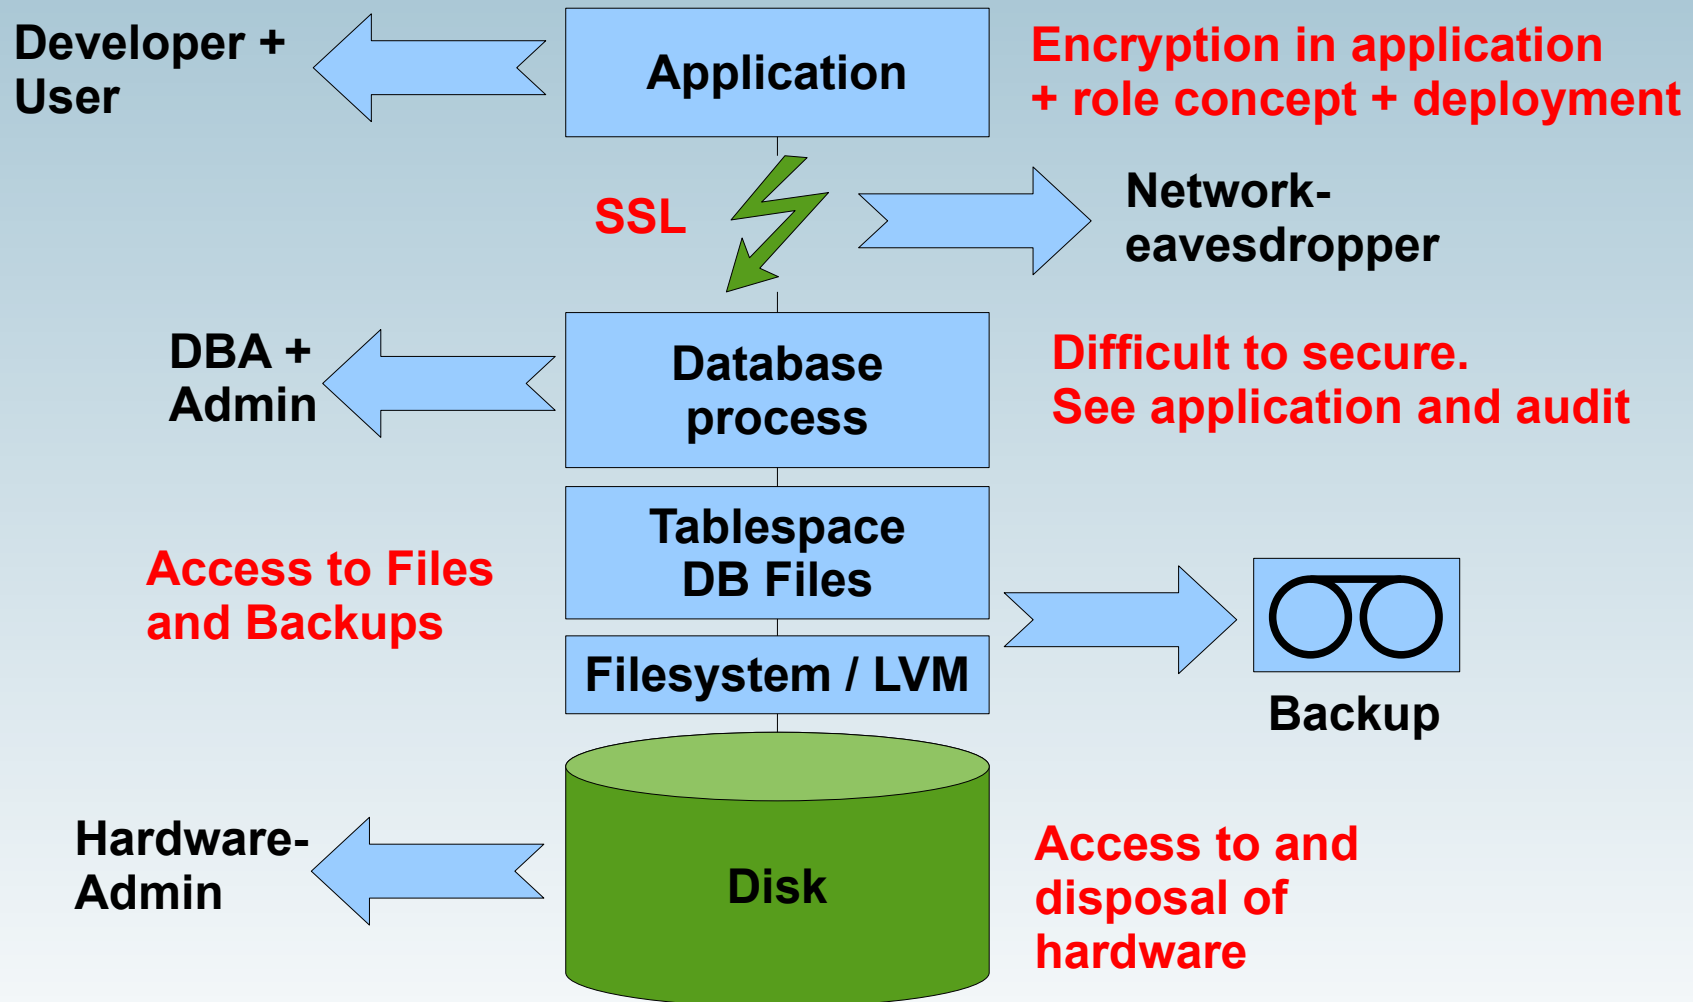 Developer +
User
Application
Encryption in application
+ role concept + deployment
SSL
Network-
eavesdropper
DBA +
Admin
Database
process
Difficult to secure.
See application and audit
Tablespace
DB Files
Access to Files
and Backups
Filesystem / LVM
Backup
Hardware-
Admin
Disk
Access to and
disposal of
hardware